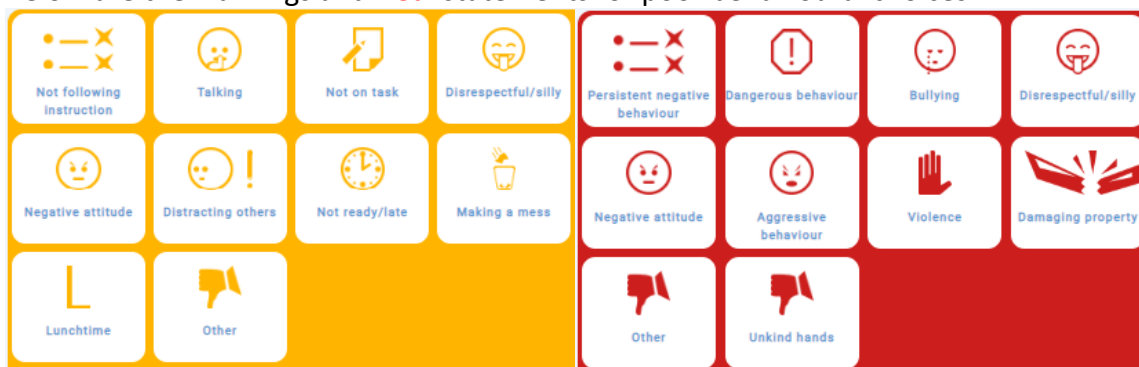 Not following
instruction
Talking
Not on task
Disrespectful/silly
Negative attitude
Distracting others
Not ready/late
Making a mess
L
Lunchtime
Other
Persistent negative
behaviour
Dangerous behaviour
Bullying
Disrespectful/silly
Negative attitude
Aggressive
behaviour
Violence
Damaging property
Other
Unkind hands